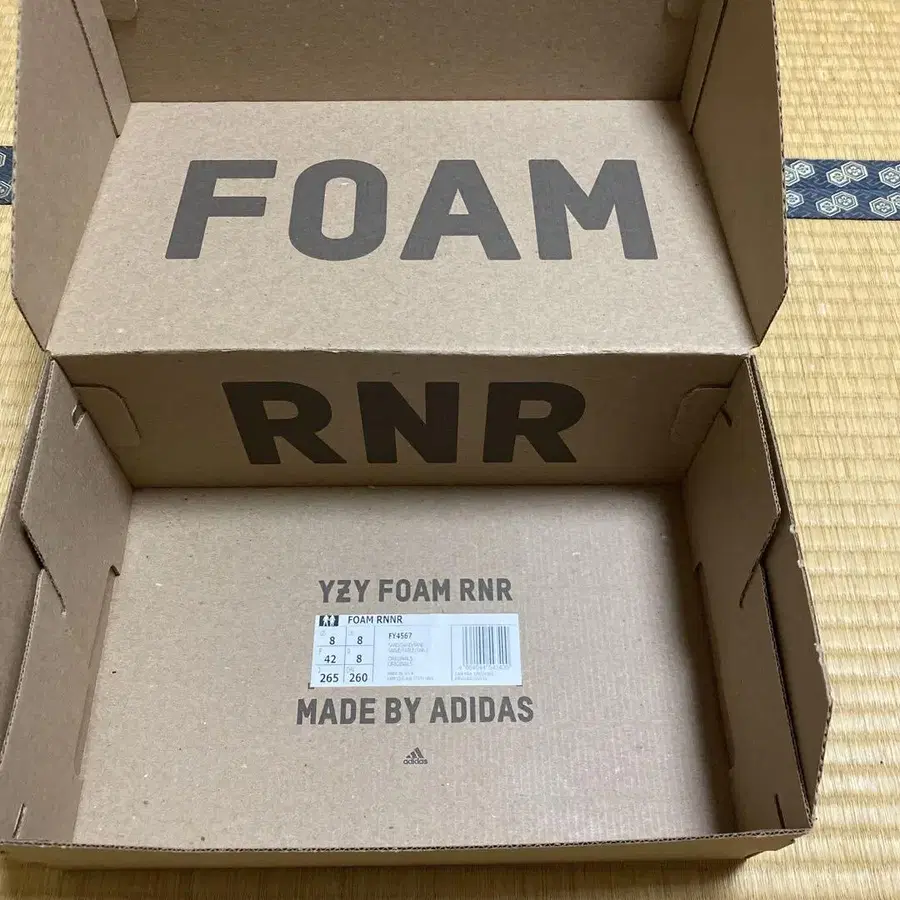 FOAM
RNR
YZY FOAM RNR
FOAM RNNR
8 8 FY4567
42 8
265 260
MADE BY ADIDAS
adidas